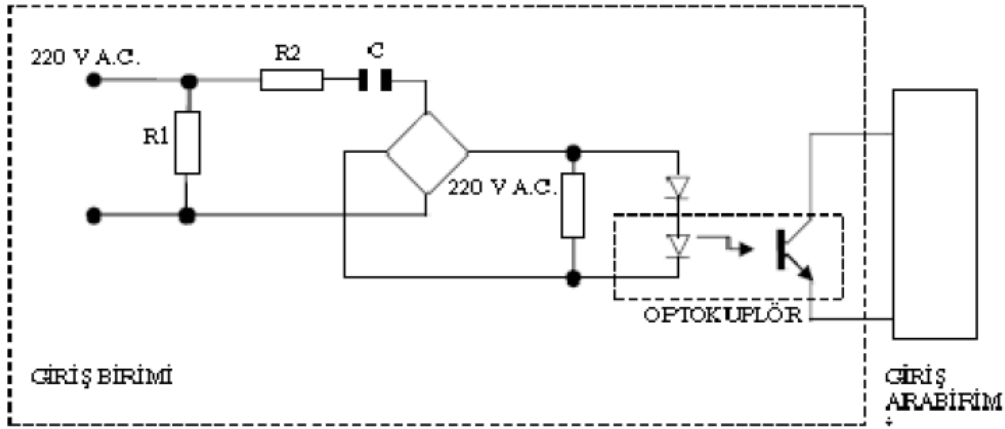 220 V A.C.
R2
C
R1
220 V A.C.
OPTOKUPLÖR
GİRİŞ BİRİMİ
GİRİŞ
ARABİRİM
İ